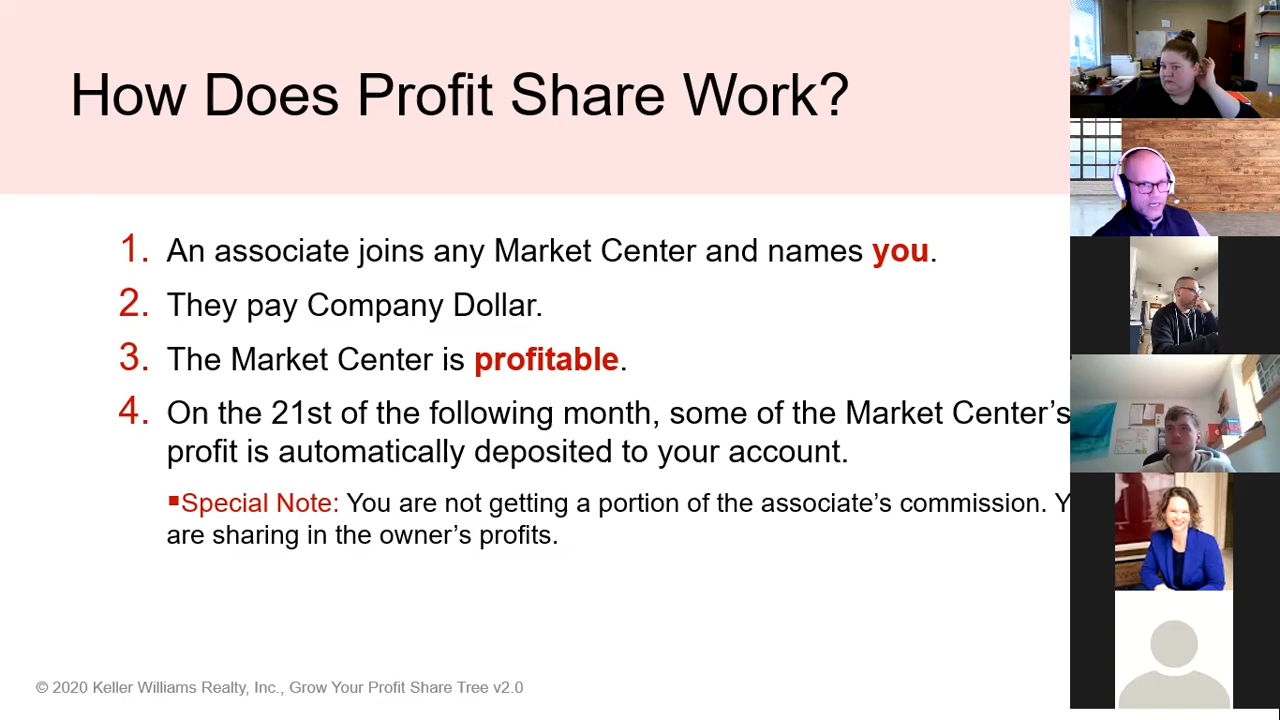 How Does Profit Share Work?
1. An associate joins any Market Center and names you.
2. They pay Company Dollar.
3. The Market Center is profitable.
4. On the 21st of the following month, some of the Market Center’s
profit is automatically deposited to your account.
▪Special Note: You are not getting a portion of the associate’s commission.
are sharing in the owner’s profits.
© 2020 Keller Williams Realty, Inc., Grow Your Profit Share Tree v2.0